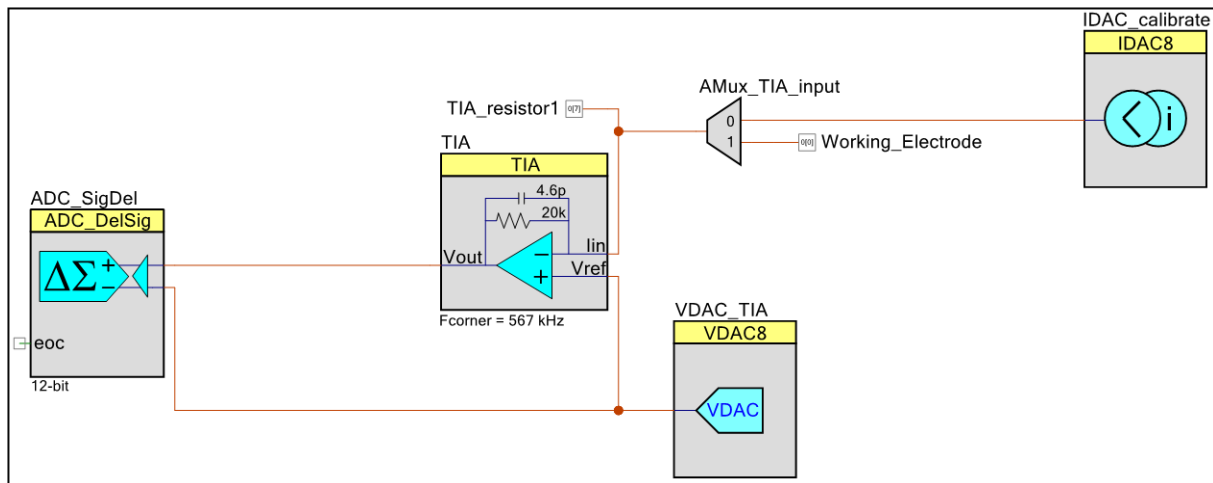 IDAC_calibrate
IDAC8
i
AMux_TIA_input
0
1
Working_Electrode
TIA_resistor1
TIA
TIA
4.6p
20k
Iin
Vout
Vref
−
+
Fcorner = 567 kHz
ADC_SigDel
ADC_DelSig
ΔΣ
+
−
eoc
12-bit
VDAC_TIA
VDAC8
VDAC